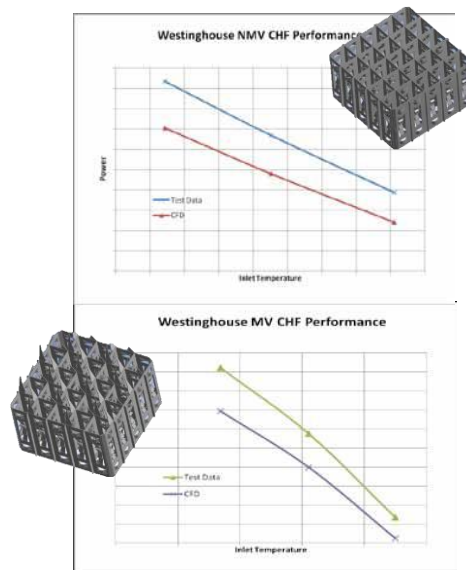 Westinghouse NMV CHF Performance
Power
Test Data
CFD
Inlet Temperature
Westinghouse MV CHF Performance
Test Data
CFD
Inlet Temperature